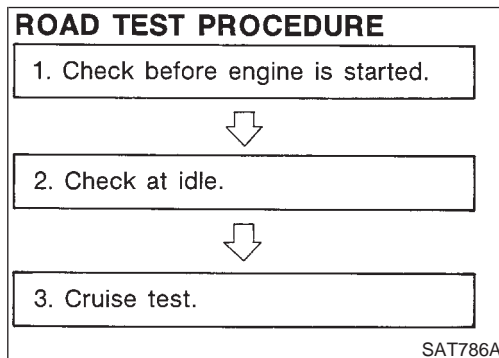 ROAD TEST PROCEDURE
1. Check before engine is started.
2. Check at idle.
3. Cruise test.
SAT786A